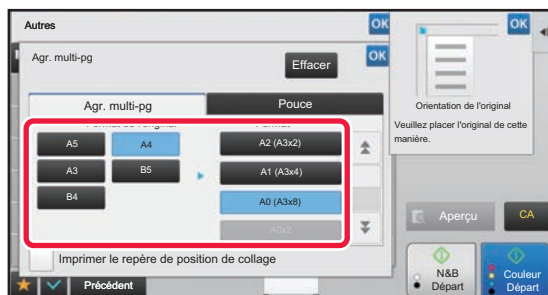 Autres
OK
OK
Agr. multi-pg
Effacer
OK
Agr. multi-pg
Pouce
A5
A4
A3
B5
B4
A2 (A3x2)
A1 (A3x4)
A0 (A3x8)
A0x2
Imprimer le repère de position de collage
Orientation de l'original
Veuillez placer l'original de cette
manière.
Aperçu
CA
N&B
Départ
Couleur
Départ
Précédent